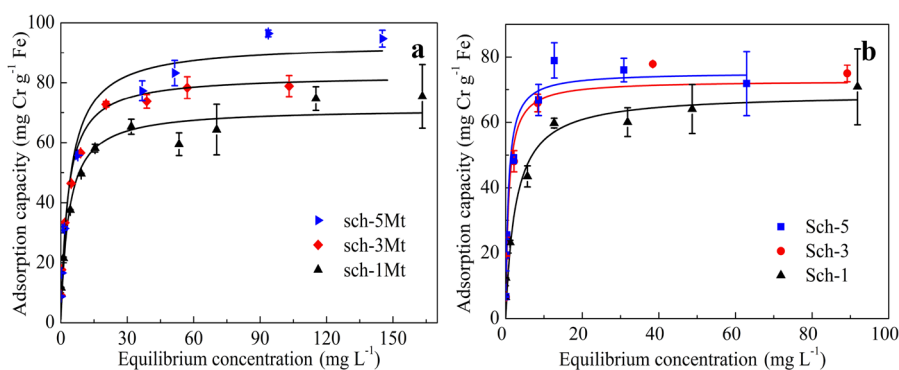 a
Adsorption capacity (mg Cr g⁻¹ Fe)
100
80
60
40
20
0
sch-5Mt
sch-3Mt
sch-1Mt
0 30 60 90 120 150
Equilibrium concentration (mg L⁻¹)
b
Adsorption capacity (mg Cr g⁻¹ Fe)
80
60
40
20
0
Sch-5
Sch-3
Sch-1
0 20 40 60 80 100
Equilibrium concentration (mg L⁻¹)